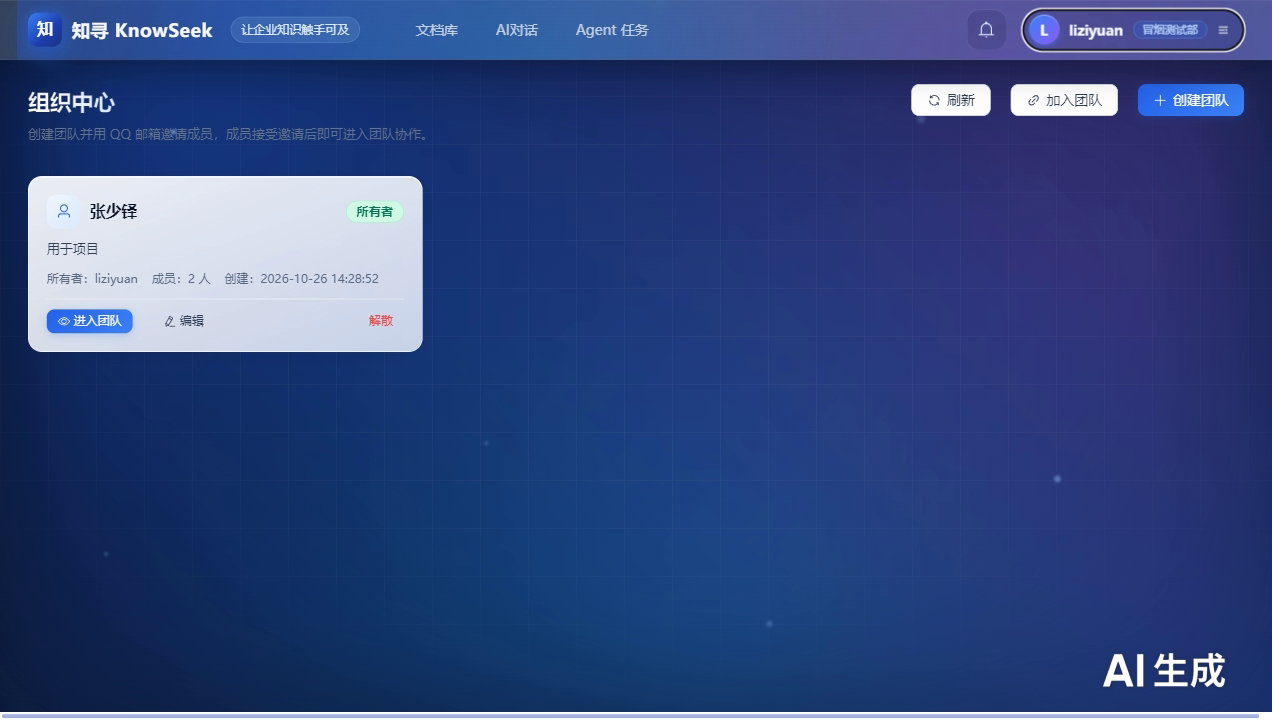 知 知寻 KnowSeek 让企业知识触手可及 文档库 AI对话 Agent 任务 L liziyuan 冒烟测试部
组织中心 刷新 加入团队 创建团队
创建团队并用 QQ 邮箱邀请成员，成员接受邀请后即可进入团队协作。
张少铎 所有者
用于项目
所有者：liziyuan 成员：2 人 创建：2026-10-26 14:28:52
进入团队 编辑 解散
AI 生成